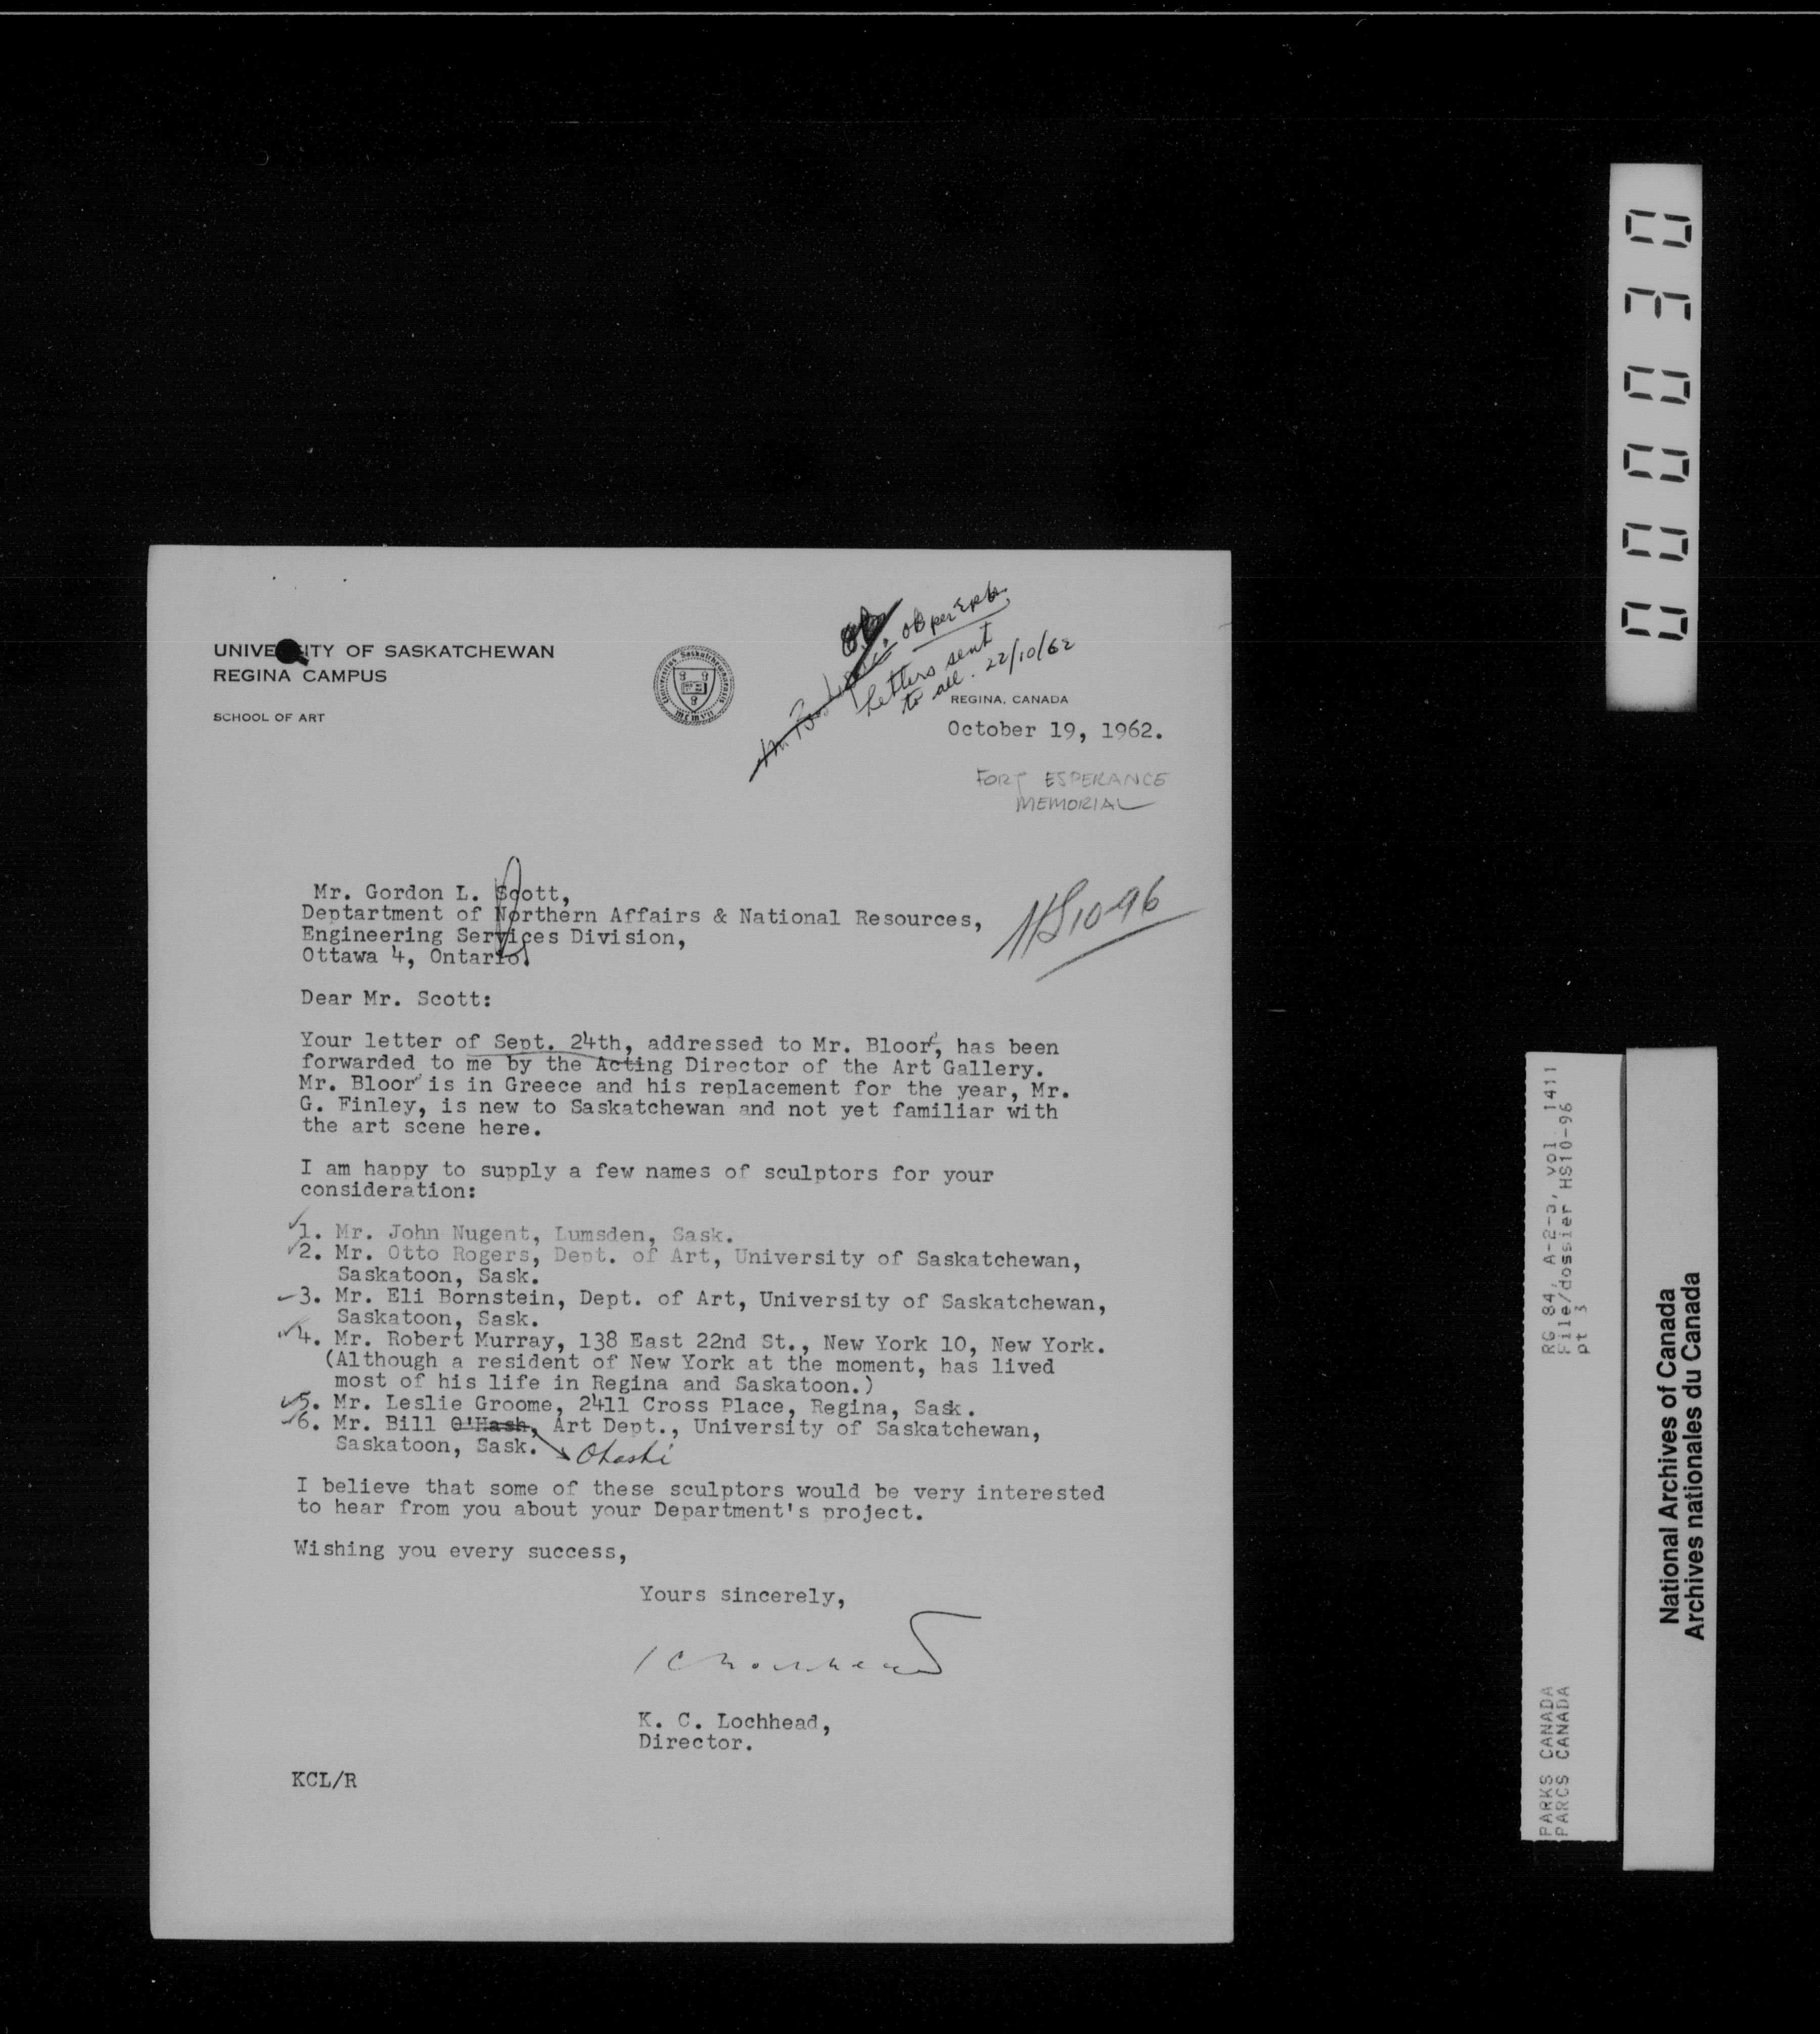 UNIVERSITY OF SASKATCHEWAN
REGINA CAMPUS
SCHOOL OF ART
letters sent
to all. 22/10/62
REGINA, CANADA
October 19, 1962.
FORT ESPERANCE
MEMORIAL
HS10-96
Mr. Gordon L. Scott,
Deptartment of Northern Affairs & National Resources,
Engineering Services Division,
Ottawa 4, Ontario.
Dear Mr. Scott:
Your letter of Sept. 24th, addressed to Mr. Bloore, has been
forwarded to me by the Acting Director of the Art Gallery.
Mr. Bloor is in Greece and his replacement for the year, Mr.
G. Finley, is new to Saskatchewan and not yet familiar with
the art scene here.
I am happy to supply a few names of sculptors for your
consideration:
1. Mr. John Nugent, Lumsden, Sask.
2. Mr. Otto Rogers, Dept. of Art, University of Saskatchewan,
Saskatoon, Sask.
3. Mr. Eli Bornstein, Dept. of Art, University of Saskatchewan,
Saskatoon, Sask.
4. Mr. Robert Murray, 138 East 22nd St., New York 10, New York.
(Although a resident of New York at the moment, has lived
most of his life in Regina and Saskatoon.)
5. Mr. Leslie Groome, 2411 Cross Place, Regina, Sask.
6. Mr. Bill O'Hash, Art Dept., University of Saskatchewan,
Saskatoon, Sask. Ohashi
I believe that some of these sculptors would be very interested
to hear from you about your Department's project.
Wishing you every success,
Yours sincerely,
K. C. Lochhead,
Director.
KCL/R
000030
RG 84, A-2-a, vol 1411
File/dossier HS10-96
pt 3
PARKS CANADA
PARCS CANADA
National Archives of Canada
Archives nationales du Canada